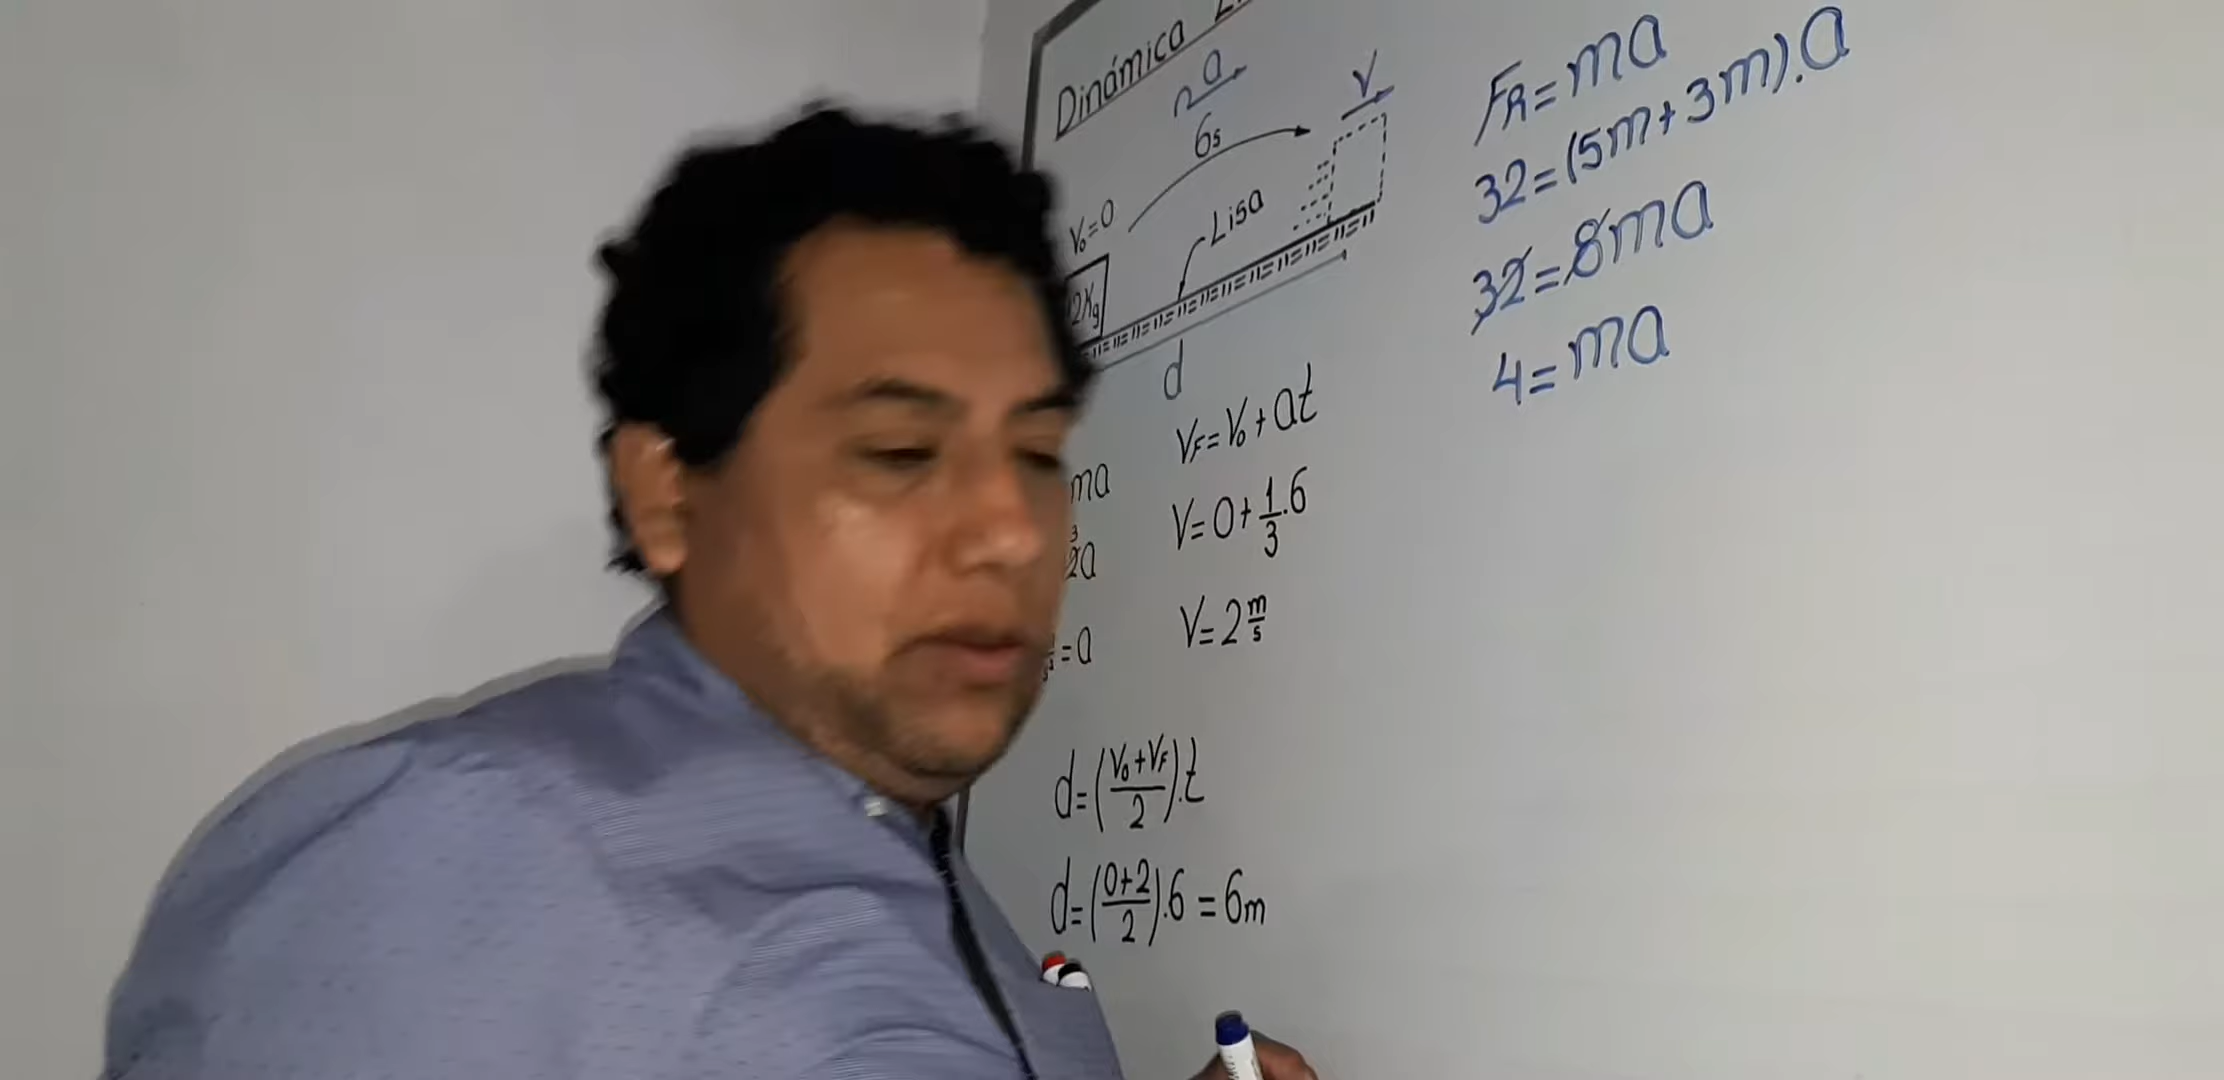 Dinámica
a
6s
V
V₀=0
Lisa
2Kg
d
ma
V_F=V₀+at
V=0+1/3.6
2a
=a
V=2 m/s
d=((V₀+V_F)/2).t
d=((0+2)/2).6=6m
F_R=ma
32=(5m+3m).a
32=8ma
4=ma